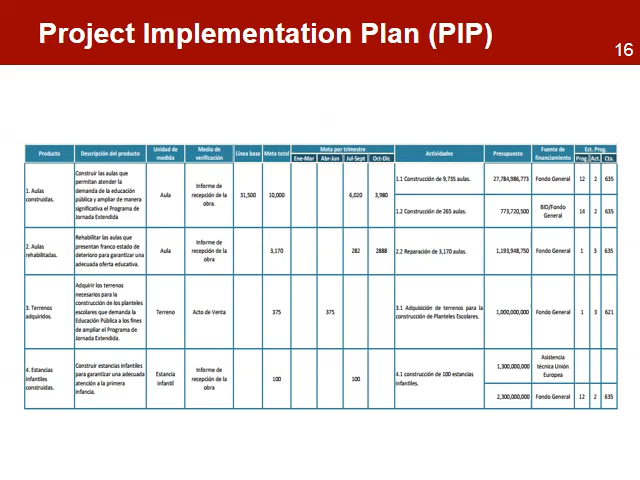 Project Implementation Plan (PIP)
16
Producto Descripción del producto Unidad de medida Medio de verificación Línea base Meta total Meta por trimestre Actividades Presupuesto Fuente de financiamiento Est. Prog.
Ene-Mar Abr-Jun Jul-Sept Oct-Dic Prog. Act. Cta.
1. Aulas construidas.
Construir las aulas que
permitan atender la
demanda de la educación
pública y ampliar de manera
significativa el Programa de
Jornada Extendida
Aula
Informe de
recepción de la
obra.
31,500 10,000 6,020 3,980
1.1 Construcción de 9,735 aulas. 27,784,986,773 Fondo General 12 2 635
1.2 Construcción de 265 aulas. 773,720,500 BID/Fondo General 14 2 635
2. Aulas
rehabilitadas.
Rehabilitar las aulas que
presentan franco estado de
deterioro para garantizar una
adecuada oferta educativa.
Aula
Informe de
recepción de la
obra
3,170 282 2888
2.2 Reparación de 3,170 aulas. 1,193,948,750 Fondo General 1 3 635
3. Terrenos
adquiridos.
Adquirir los terrenos
necesarios para la
construcción de los planteles
escolares que demanda la
Educación Pública a los fines
de ampliar el Programa de
Jornada Extendida.
Terreno Acto de Venta 375 375
3.1 Adquisición de terrenos para la
construcción de Planteles Escolares.
1,000,000,000 Fondo General 1 3 621
4. Estancias
infantiles
construidas.
Construir estancias infantiles
para garantizar una adecuada
atención a la primera
infancia.
Estancia
infantil
Informe de
recepción de la
obra.
100 100
4.1 construcción de 100 estancias
infantiles.
1,300,000,000
Asistencia
técnica Unión
Europea
2,300,000,000 Fondo General 12 2 635